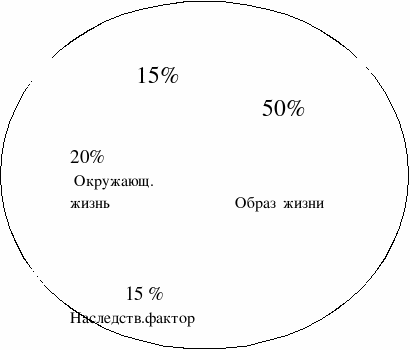 15%
50%
20%
Окружающ.
жизнь
Образ жизни
15 %
Наследств.фактор